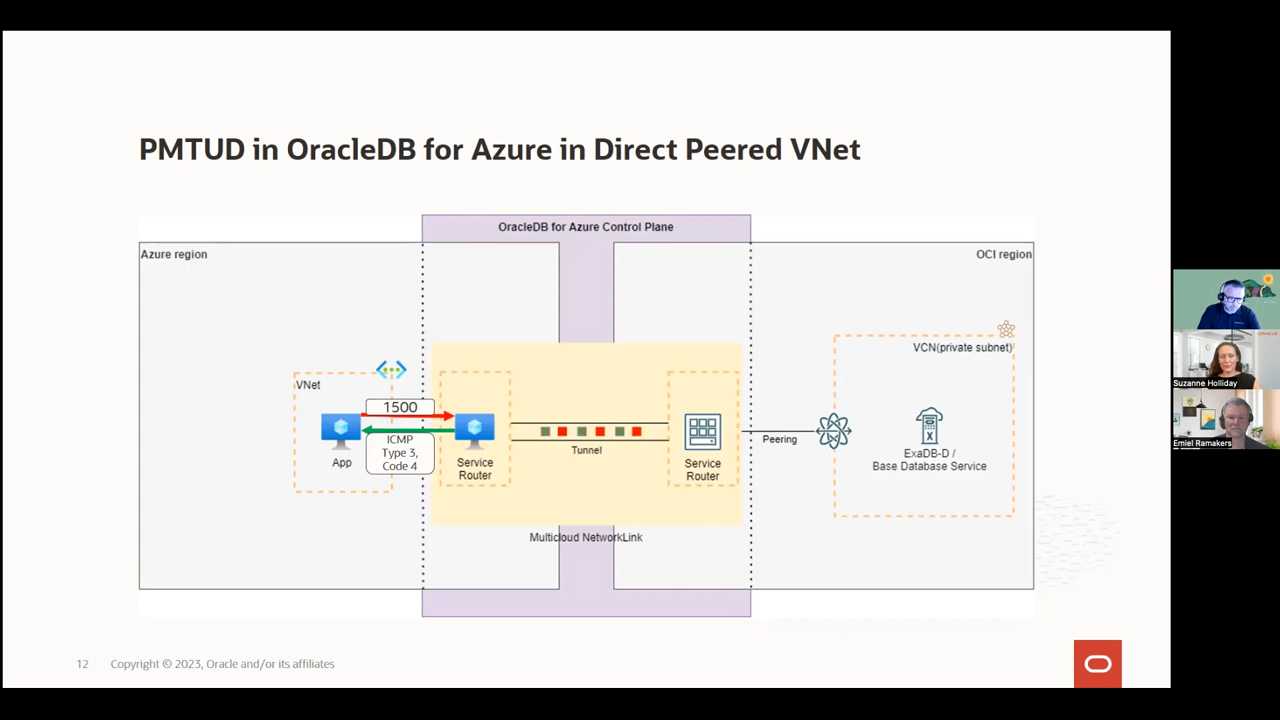 PMTUD in OracleDB for Azure in Direct Peered VNet
OracleDB for Azure Control Plane
Azure region
OCI region
VCN(private subnet)
VNet
1500
ICMP
Type 3,
Code 4
App
Service
Router
Tunnel
Service
Router
Peering
ExaDB-D /
Base Database Service
Multicloud NetworkLink
12 Copyright © 2023, Oracle and/or its affiliates
ORACLE
Suzanne Holliday
Emiel Ramakers